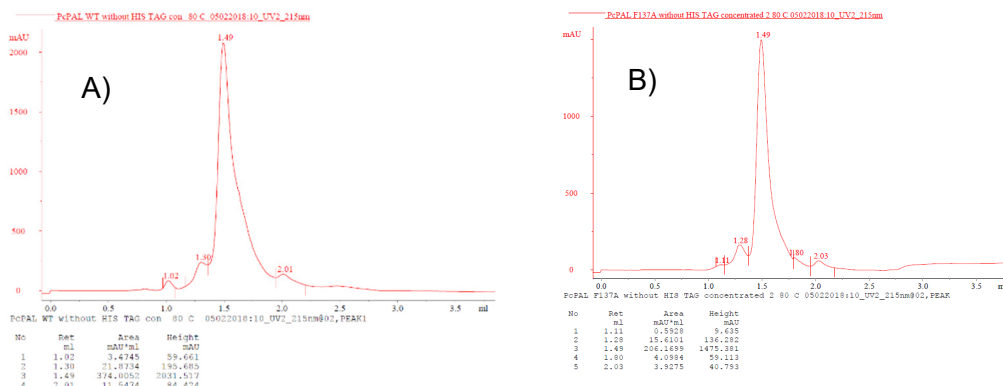 PcPAL WT without HIS TAG con 80 C 05022018:10_UV2_215nm
mAU
2000
1500
1000
500
0
A)
1.49
1.02
1.30
2.01
0.0 0.5 1.0 1.5 2.0 2.5 3.0 3.5 ml
PcPAL WT without HIS TAG con 80 C 05022018:10_UV2_215nm@02,PEAK1
No Ret Area Height
ml mAU*ml mAU
1 1.02 3.4745 59.661
2 1.30 21.8734 195.685
3 1.49 374.0052 2031.517
4 2.01 11.5474 84.424
PcPAL F137A without HIS TAG concentrated 2 80 C 05022018:10_UV2_215nm
mAU
1000
500
0
B)
1.49
1.11
1.28
1.80
2.03
0.0 0.5 1.0 1.5 2.0 2.5 3.0 3.5 ml
PcPAL F137A without HIS TAG concentrated 2 80 C 05022018:10_UV2_215nm@02,PEAK
No Ret Area Height
ml mAU*ml mAU
1 1.11 0.5928 9.635
2 1.28 15.6101 136.282
3 1.49 206.1699 1475.381
4 1.80 4.0984 59.113
5 2.03 3.9275 40.793